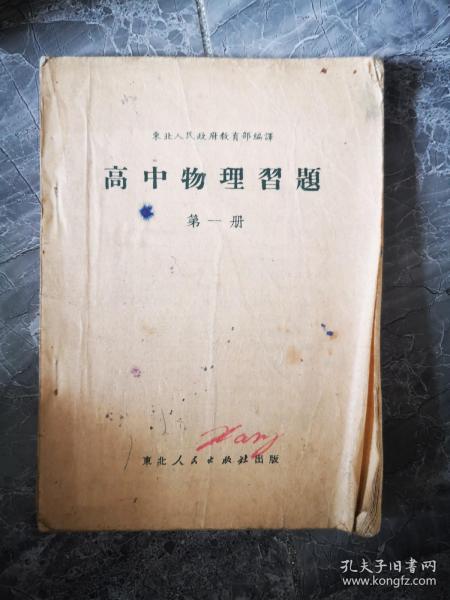 東北人民政府教育部編譯
高中物理習題
第一册
東北人民出版社出版
孔夫子旧书网
www.kongfz.com